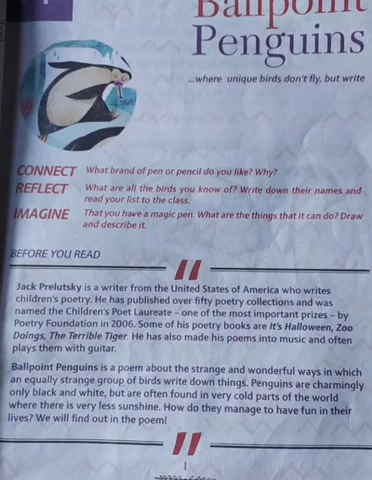 Ballpoint
Penguins
...where unique birds don't fly, but write
CONNECT What brand of pen or pencil do you like? Why?
REFLECT What are all the birds you know of? Write down their names and
read your list to the class.
IMAGINE That you have a magic pen. What are the things that it can do? Draw
and describe it.
BEFORE YOU READ
Jack Prelutsky is a writer from the United States of America who writes
children's poetry. He has published over fifty poetry collections and was
named the Children's Poet Laureate – one of the most important prizes – by
Poetry Foundation in 2006. Some of his poetry books are It's Halloween, Zoo
Doings, The Terrible Tiger. He has also made his poems into music and often
plays them with guitar.
Ballpoint Penguins is a poem about the strange and wonderful ways in which
an equally strange group of birds write down things. Penguins are charmingly
only black and white, but are often found in very cold parts of the world
where there is very less sunshine. How do they manage to have fun in their
lives? We will find out in the poem!
1